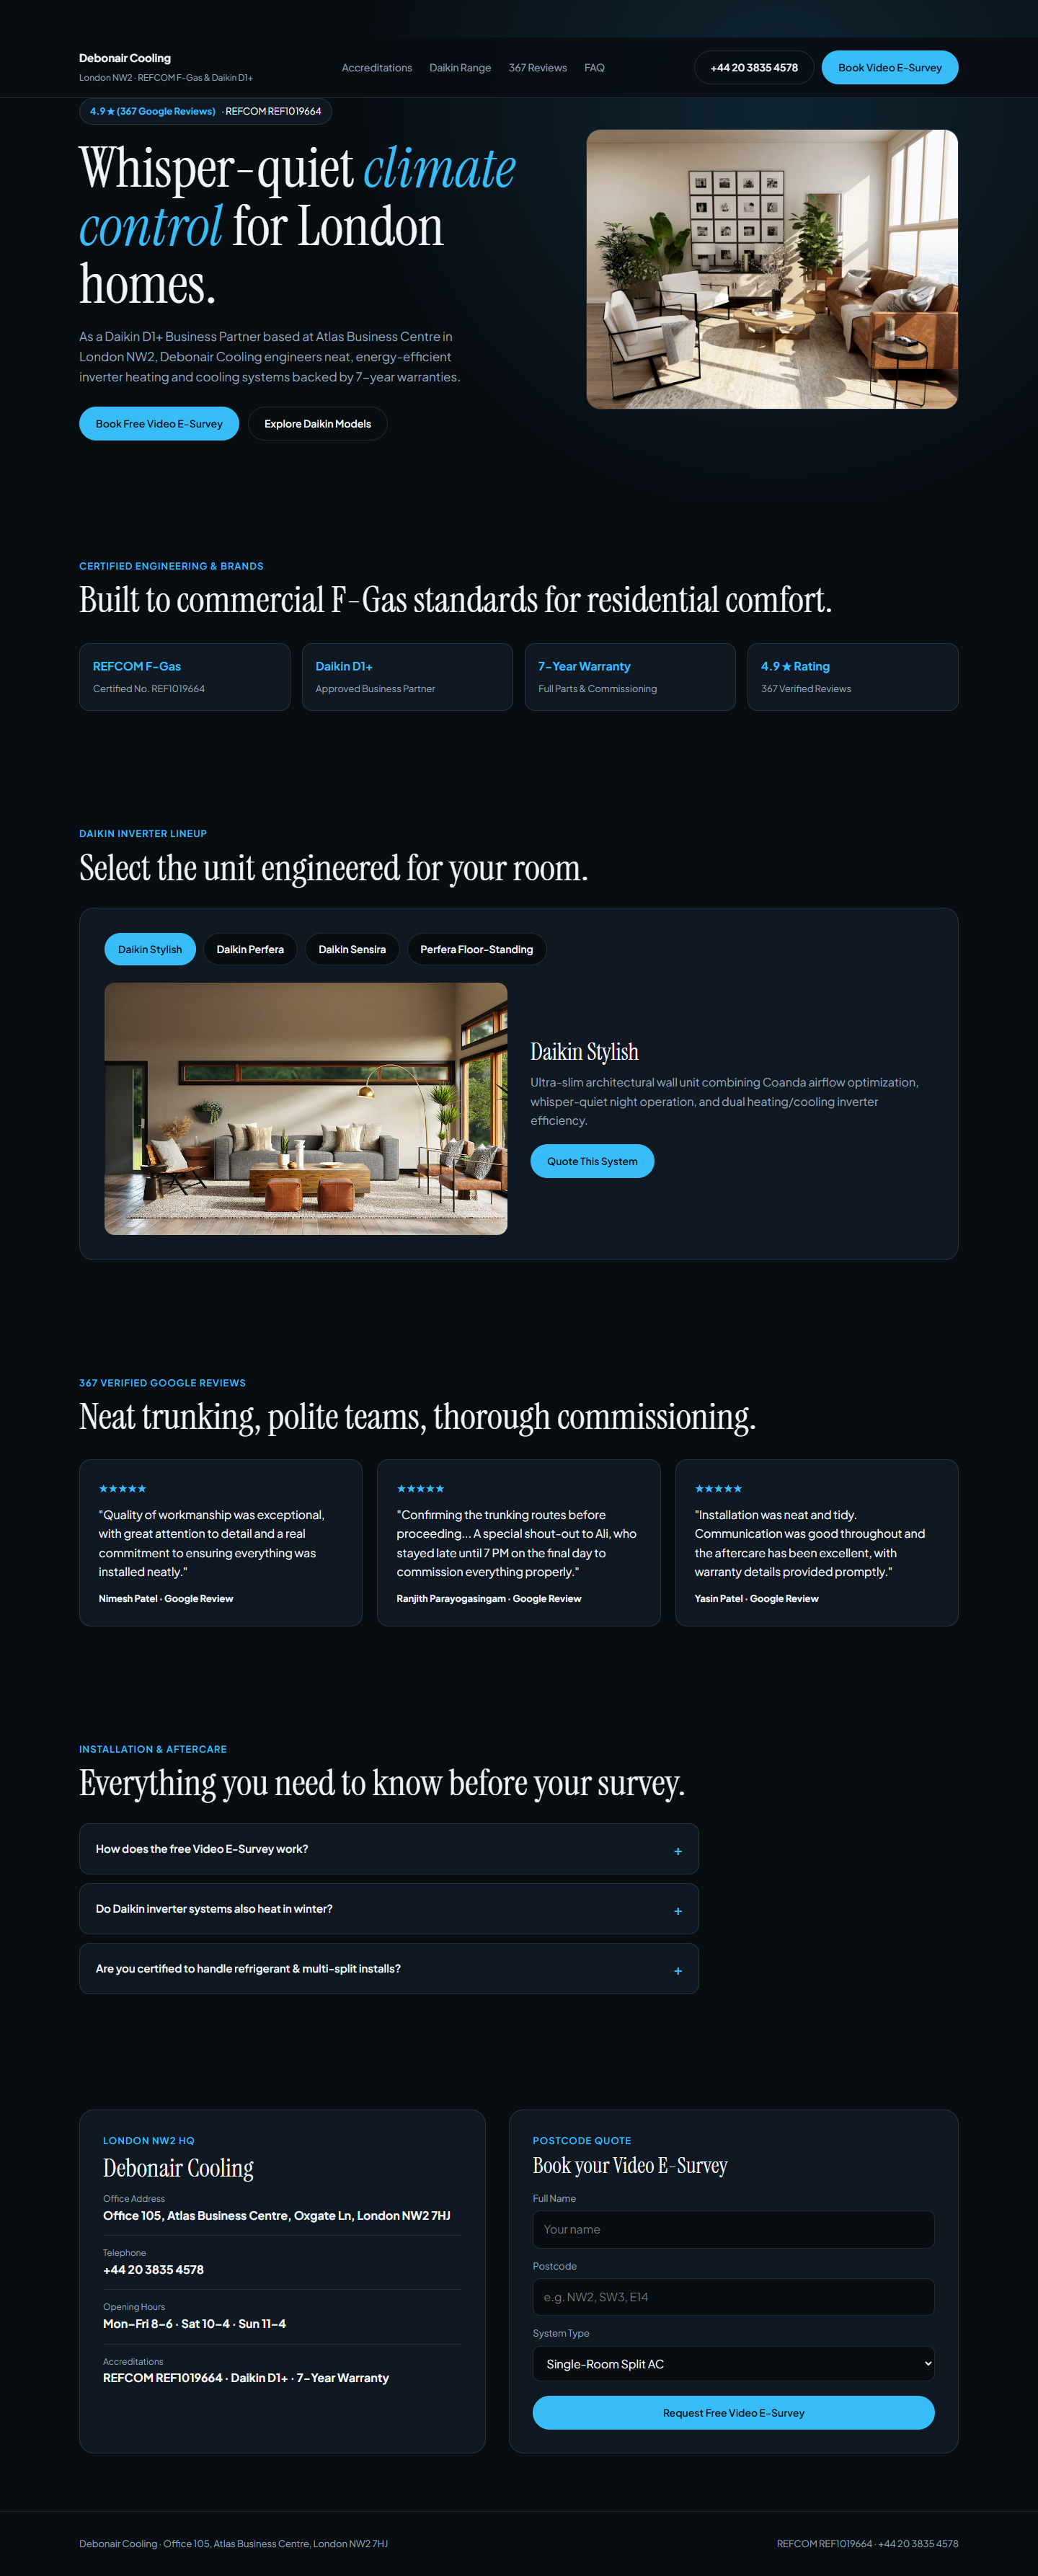 Debonair Cooling
London NW2 · REFCOM F-Gas & Daikin D1+
Accreditations
Daikin Range
367 Reviews
FAQ
+44 20 3835 4578
Book Video E-Survey
4.9 ★ (367 Google Reviews) · REFCOM REF1019664
Whisper-quiet climate
control for London
homes.
As a Daikin D1+ Business Partner based at Atlas Business Centre in
London NW2, Debonair Cooling engineers neat, energy-efficient
inverter heating and cooling systems backed by 7-year warranties.
Book Free Video E-Survey
Explore Daikin Models
CERTIFIED ENGINEERING & BRANDS
Built to commercial F-Gas standards for residential comfort.
REFCOM F-Gas
Certified No. REF1019664
Daikin D1+
Approved Business Partner
7-Year Warranty
Full Parts & Commissioning
4.9 ★ Rating
367 Verified Reviews
DAIKIN INVERTER LINEUP
Select the unit engineered for your room.
Daikin Stylish
Daikin Perfera
Daikin Sensira
Perfera Floor-Standing
Daikin Stylish
Ultra-slim architectural wall unit combining Coanda airflow optimization,
whisper-quiet night operation, and dual heating/cooling inverter
efficiency.
Quote This System
367 VERIFIED GOOGLE REVIEWS
Neat trunking, polite teams, thorough commissioning.
★★★★★
"Quality of workmanship was exceptional,
with great attention to detail and a real
commitment to ensuring everything was
installed neatly."
Nimesh Patel · Google Review
★★★★★
"Confirming the trunking routes before
proceeding... A special shout-out to Ali, who
stayed late until 7 PM on the final day to
commission everything properly."
Ranjith Parayogasingam · Google Review
★★★★★
"Installation was neat and tidy.
Communication was good throughout and
the aftercare has been excellent, with
warranty details provided promptly."
Yasin Patel · Google Review
INSTALLATION & AFTERCARE
Everything you need to know before your survey.
How does the free Video E-Survey work?
+
Do Daikin inverter systems also heat in winter?
+
Are you certified to handle refrigerant & multi-split installs?
+
LONDON NW2 HQ
Debonair Cooling
Office Address
Office 105, Atlas Business Centre, Oxgate Ln, London NW2 7HJ
Telephone
+44 20 3835 4578
Opening Hours
Mon–Fri 8–6 · Sat 10–4 · Sun 11–4
Accreditations
REFCOM REF1019664 · Daikin D1+ · 7-Year Warranty
POSTCODE QUOTE
Book your Video E-Survey
Full Name
Your name
Postcode
e.g. NW2, SW3, E14
System Type
Single-Room Split AC
Request Free Video E-Survey
Debonair Cooling · Office 105, Atlas Business Centre, London NW2 7HJ
REFCOM REF1019664 · +44 20 3835 4578